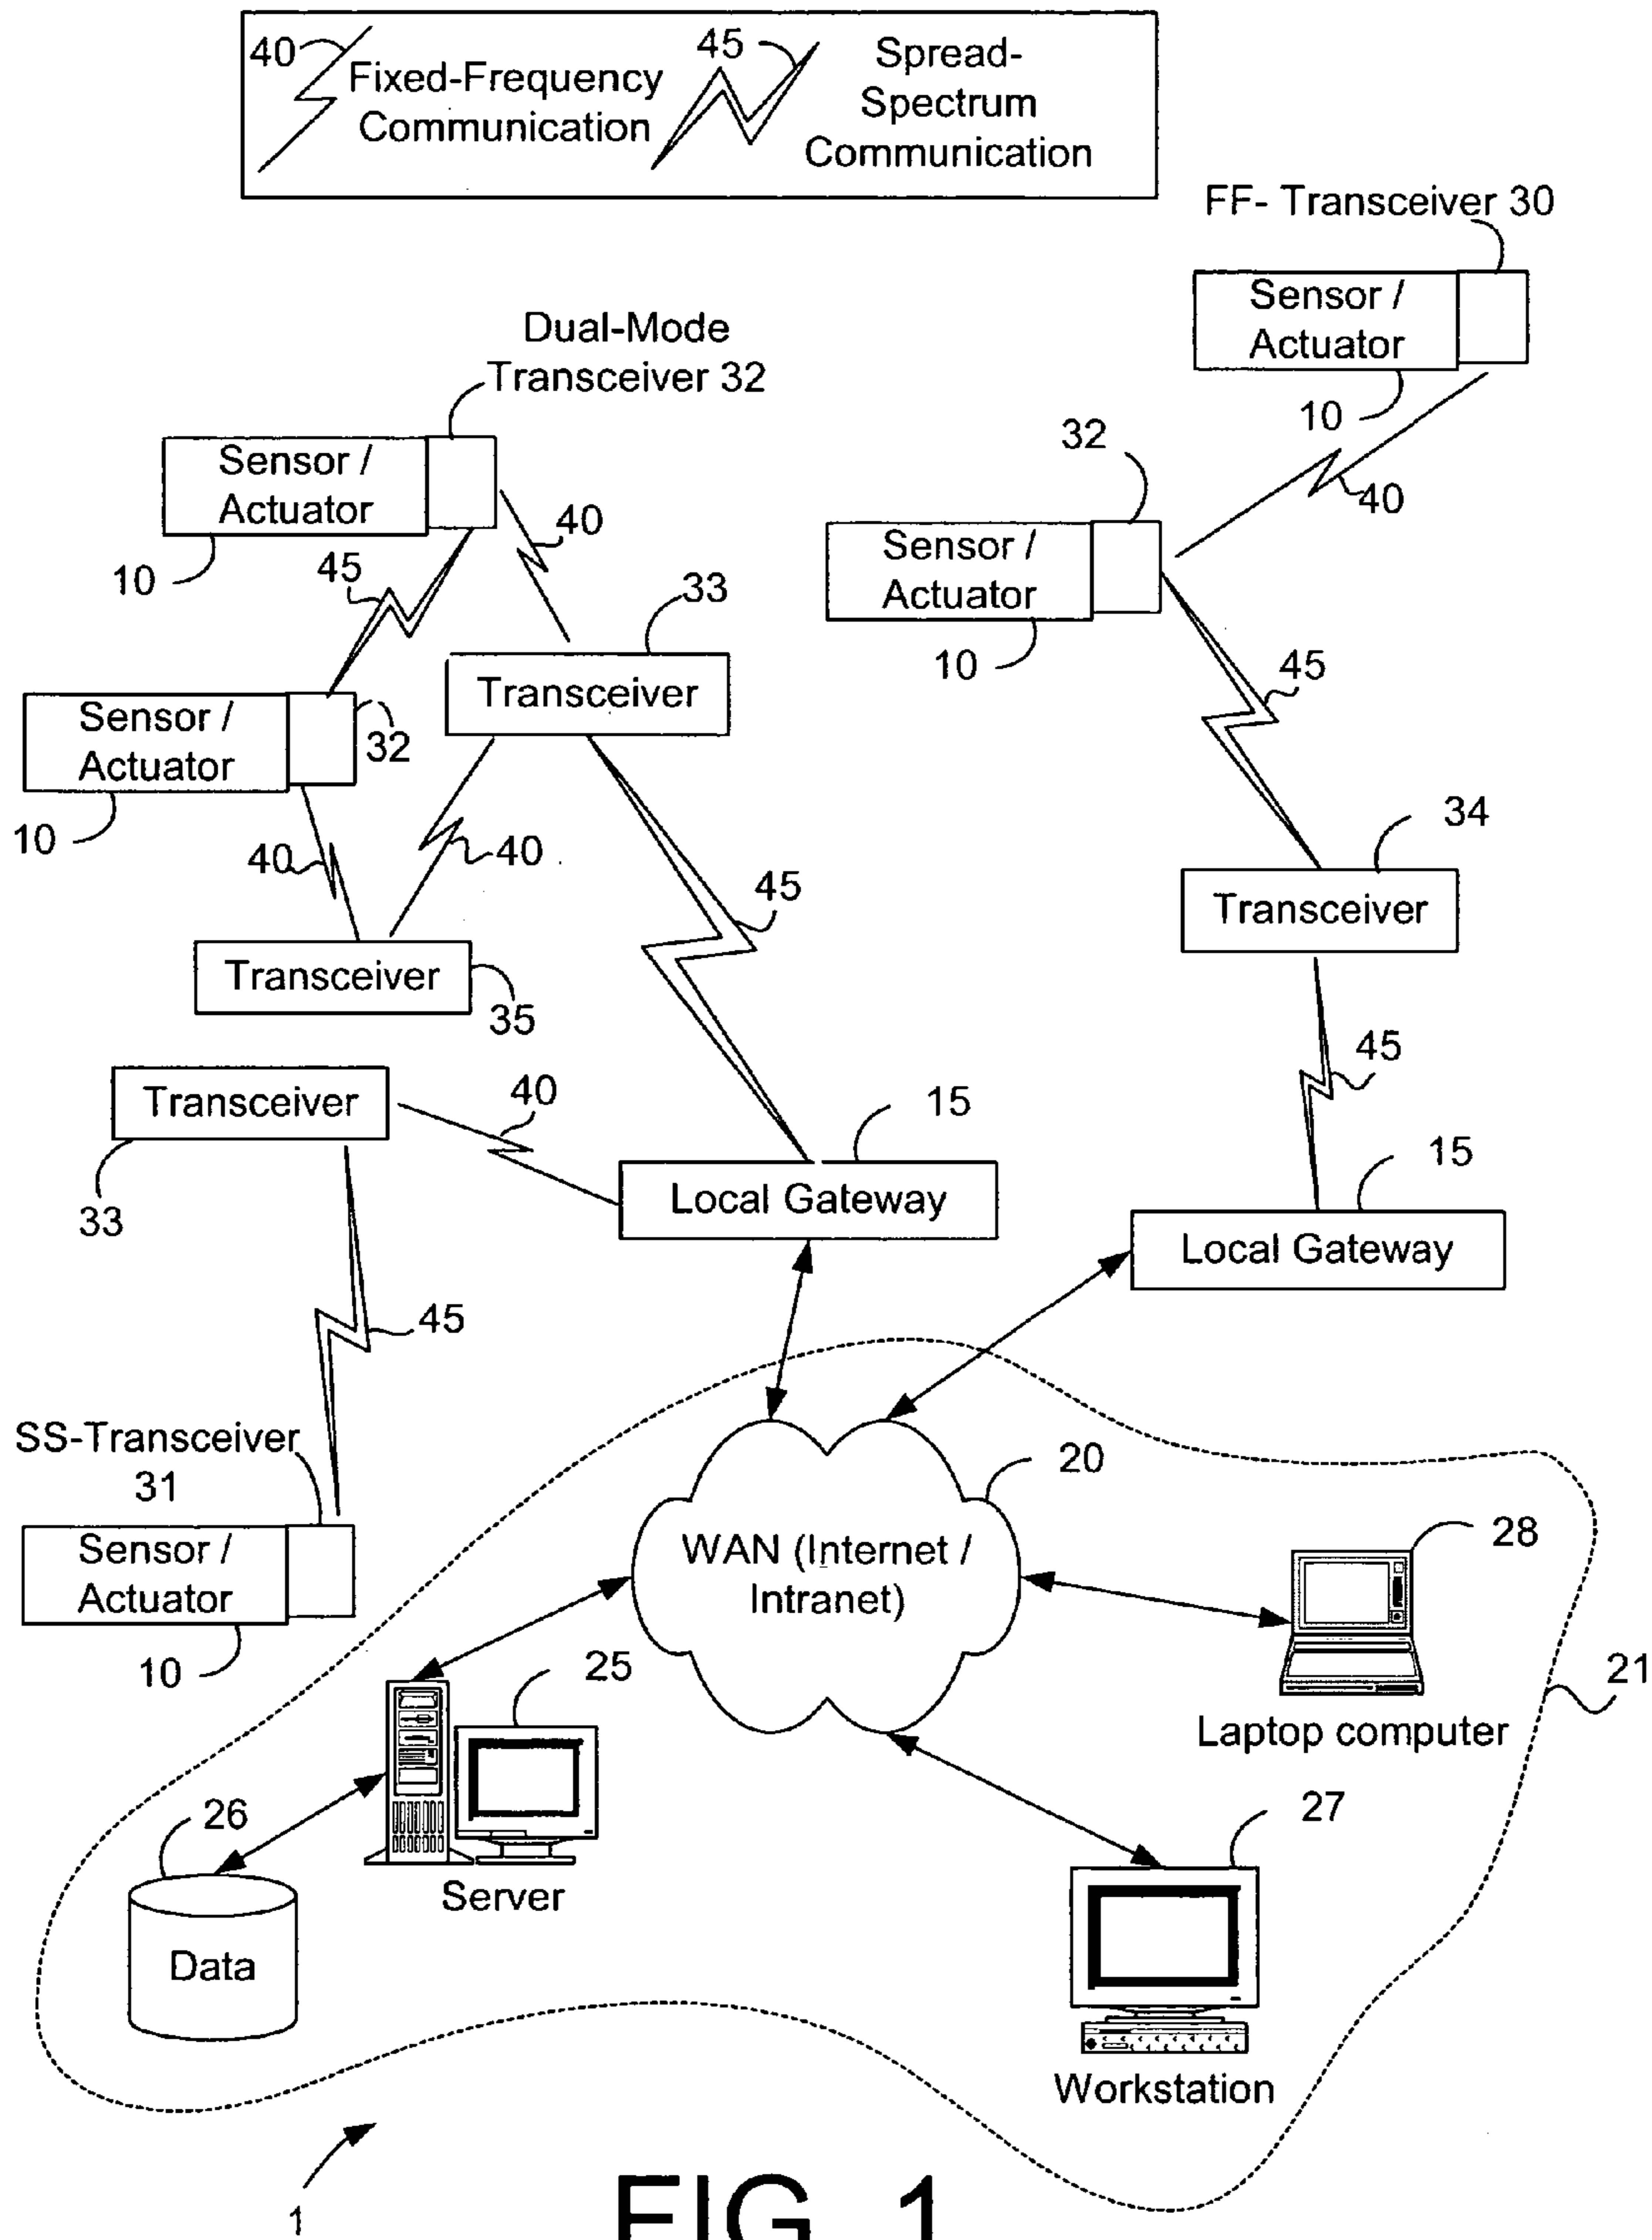 40
Fixed-Frequency
Communication
45
Spread-
Spectrum
Communication
FF- Transceiver 30
Sensor /
Actuator
10
40
Dual-Mode
Transceiver 32
Sensor /
Actuator
10
45
40
32
Sensor /
Actuator
10
33
Transceiver
45
Sensor /
Actuator
32
10
40
40
45
34
Transceiver
Transceiver
35
45
Transceiver
33
40
15
Local Gateway
15
Local Gateway
45
SS-Transceiver
31
Sensor /
Actuator
10
20
WAN (Internet /
Intranet)
28
Laptop computer
21
25
Server
26
Data
27
Workstation
1
FIG. 1